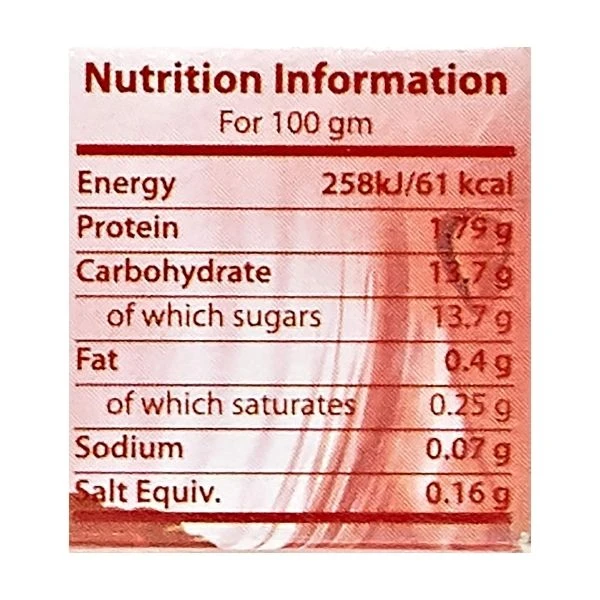 Nutrition Information
For 100 gm
Energy 258kJ/61 kcal
Protein 1.79 g
Carbohydrate 13.7 g
of which sugars 13.7 g
Fat 0.4 g
of which saturates 0.25 g
Sodium 0.07 g
Salt Equiv. 0.16 g